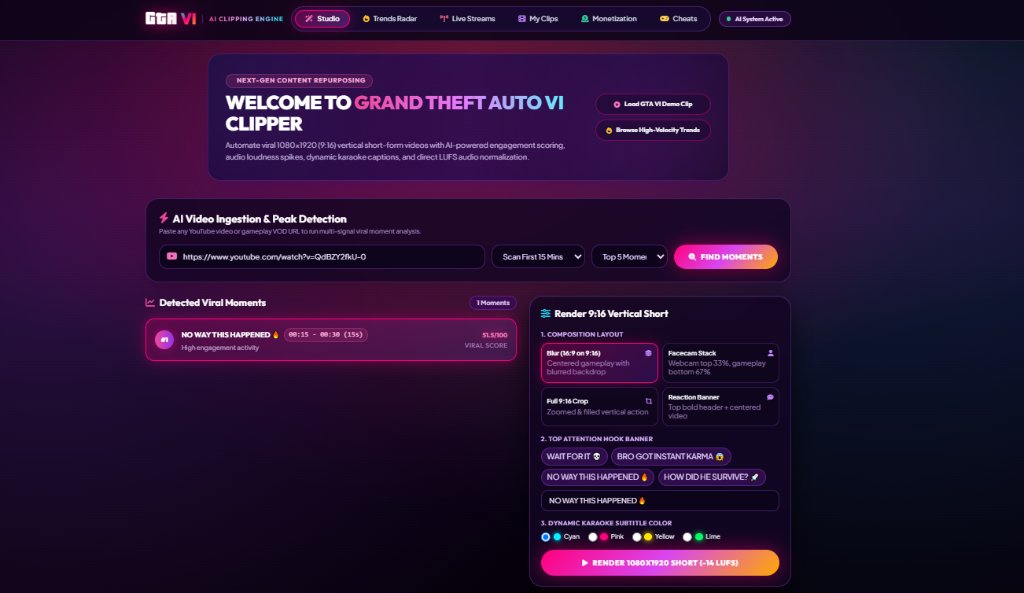 GTA VI AI CLIPPING ENGINE Studio Trends Radar Live Streams My Clips Monetization Cheats AI System Active
NEXT-GEN CONTENT REPURPOSING
WELCOME TO GRAND THEFT AUTO VI
CLIPPER
Automate viral 1080x1920 (9:16) vertical short-form videos with AI-powered engagement scoring,
audio loudness spikes, dynamic karaoke captions, and direct LUFS audio normalization.
Load GTA VI Demo Clip
Browse High-Velocity Trends
AI Video Ingestion & Peak Detection
Paste any YouTube video or gameplay VOD URL to run multi-signal viral moment analysis.
https://www.youtube.com/watch?v=QdBZY2fkU-0 Scan First 15 Mins Top 5 Momen FIND MOMENTS
Detected Viral Moments 1 Moments
#1 NO WAY THIS HAPPENED 🔥 00:15 - 00:30 (15s) 51.5/100
High engagement activity VIRAL SCORE
Render 9:16 Vertical Short
1. COMPOSITION LAYOUT
Blur (16:9 on 9:16)
Centered gameplay with
blurred backdrop
Facecam Stack
Webcam top 33%, gameplay
bottom 67%
Full 9:16 Crop
Zoomed & filled vertical action
Reaction Banner
Top bold header + centered
video
2. TOP ATTENTION HOOK BANNER
WAIT FOR IT 💀 BRO GOT INSTANT KARMA 😱
NO WAY THIS HAPPENED 🔥 HOW DID HE SURVIVE? 🚀
NO WAY THIS HAPPENED 🔥
3. DYNAMIC KARAOKE SUBTITLE COLOR
Cyan Pink Yellow Lime
RENDER 1080X1920 SHORT (-14 LUFS)